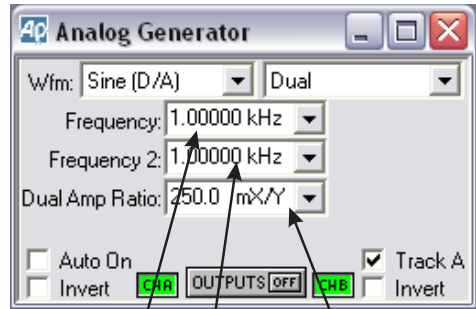 Ap Analog Generator
Wfm: Sine (D/A) Dual
Frequency: 1.00000 kHz
Frequency 2: 1.00000 kHz
Dual Amp Ratio: 250.0 mX/Y
Auto On Track A
Invert CHA OUTPUTS OFF CHB Invert